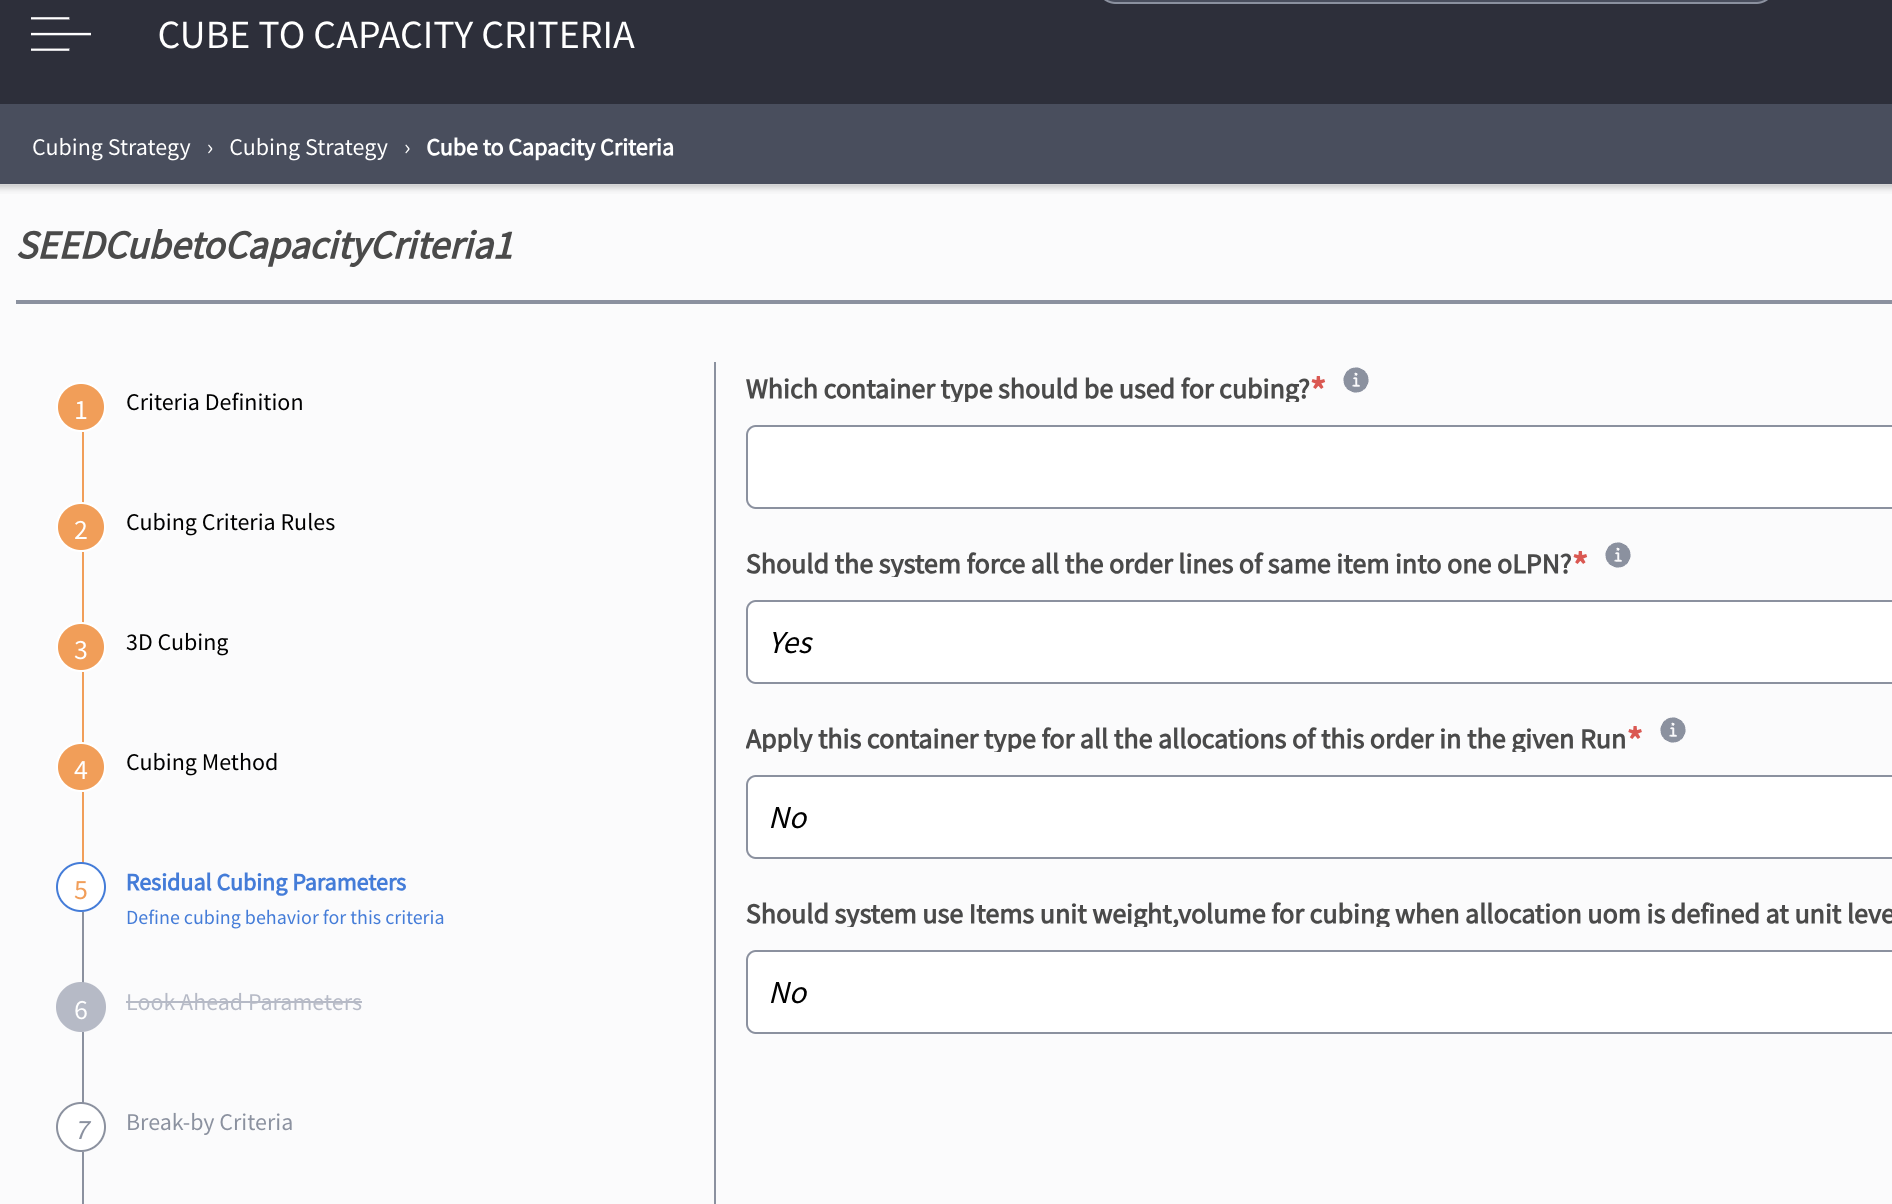 CUBE TO CAPACITY CRITERIA
Cubing Strategy › Cubing Strategy › Cube to Capacity Criteria
SEEDCubetoCapacityCriteria1
1 Criteria Definition
2 Cubing Criteria Rules
3 3D Cubing
4 Cubing Method
5 Residual Cubing Parameters
Define cubing behavior for this criteria
6 Look Ahead Parameters
7 Break-by Criteria
Which container type should be used for cubing?*
Should the system force all the order lines of same item into one oLPN?*
Yes
Apply this container type for all the allocations of this order in the given Run*
No
Should system use Items unit weight,volume for cubing when allocation uom is defined at unit leve
No